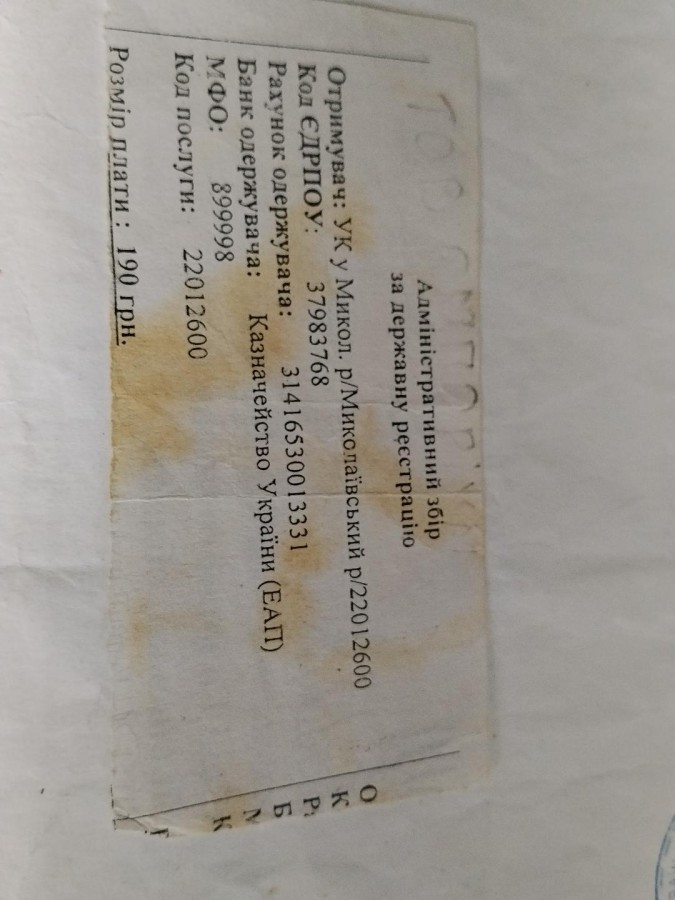 Адміністративний збір
за державну реєстрацію
Отримувач: УК у Микол. р/Миколаївський р/22012600
Код ЄДРПОУ: 37983768
Рахунок одержувача: 31416530013331
Банк одержувача: Казначейство України (ЕАП)
МФО: 899998
Код послуги: 22012600
Розмір плати : 190 грн.
О
К
Б
К